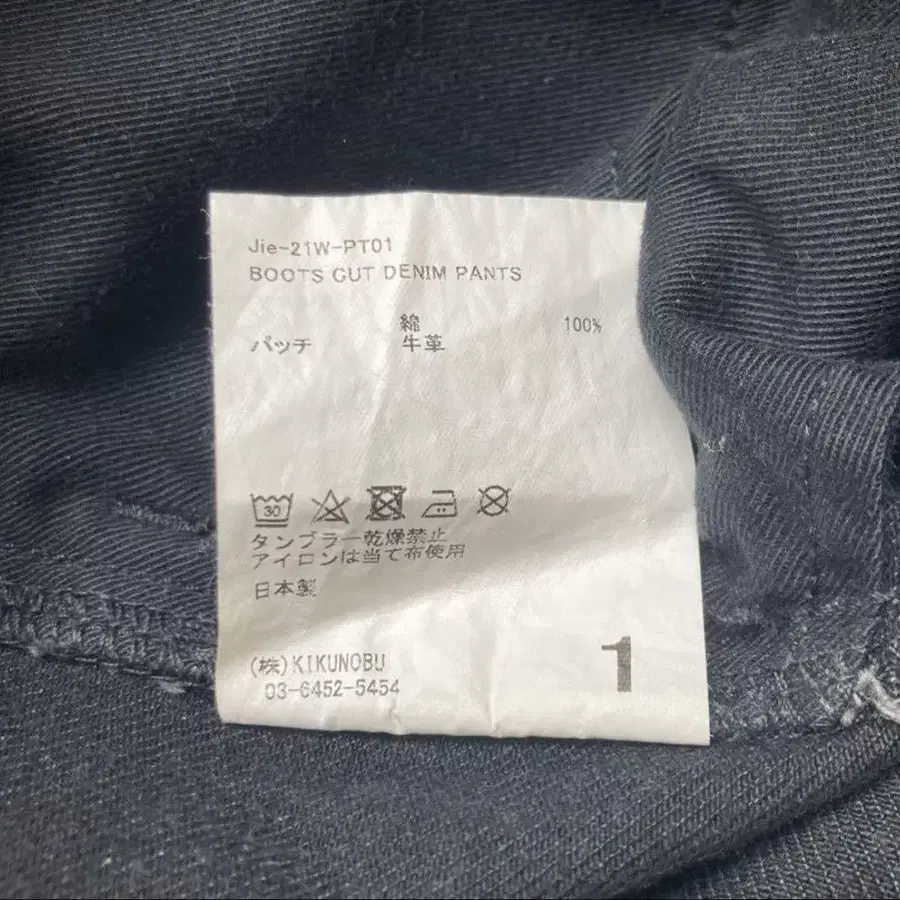 Jie-21W-PT01
BOOTS CUT DENIM PANTS
綿 100%
パッチ 牛革
30
タンブラー乾燥禁止
アイロンは当て布使用
日本製
(株)KIKUNOBU
03-6452-5454
1